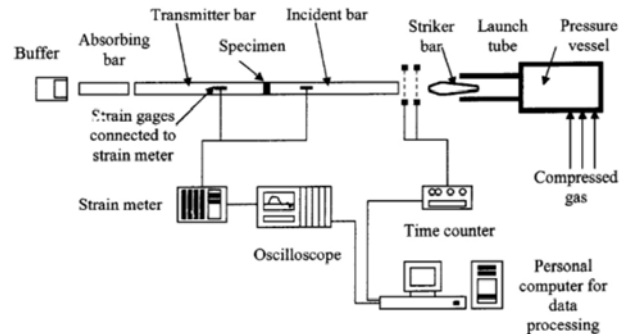 Transmitter bar
Incident bar
Launch
tube
Pressure
vessel
Absorbing
bar
Specimen
Striker
bar
Buffer
Strain gages
connected to
strain meter
Compressed
gas
Strain meter
Time counter
Oscilloscope
Personal
computer for
data
processing